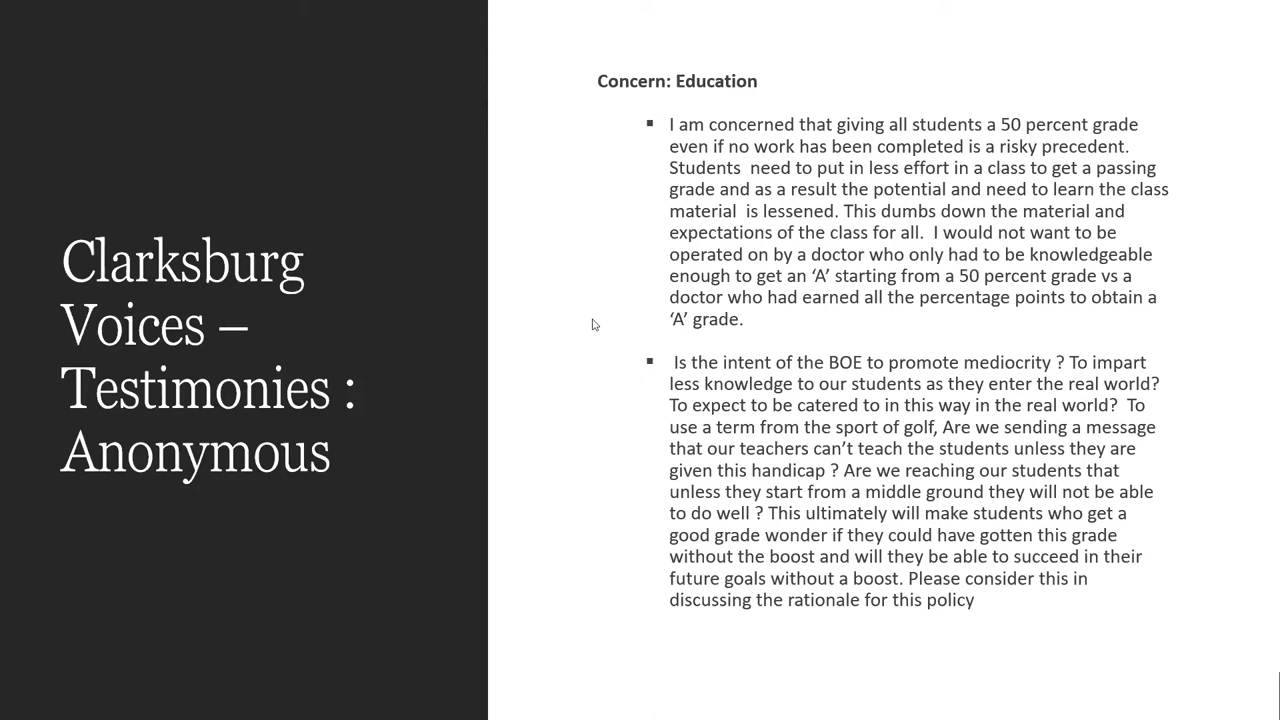 Clarksburg
Voices –
Testimonies :
Anonymous
Concern: Education
▪ I am concerned that giving all students a 50 percent grade
even if no work has been completed is a risky precedent.
Students  need to put in less effort in a class to get a passing
grade and as a result the potential and need to learn the class
material  is lessened. This dumbs down the material and
expectations of the class for all.  I would not want to be
operated on by a doctor who only had to be knowledgeable
enough to get an ‘A’ starting from a 50 percent grade vs a
doctor who had earned all the percentage points to obtain a
‘A’ grade.
▪ Is the intent of the BOE to promote mediocrity ? To impart
less knowledge to our students as they enter the real world?
To expect to be catered to in this way in the real world?  To
use a term from the sport of golf, Are we sending a message
that our teachers can’t teach the students unless they are
given this handicap ? Are we reaching our students that
unless they start from a middle ground they will not be able
to do well ? This ultimately will make students who get a
good grade wonder if they could have gotten this grade
without the boost and will they be able to succeed in their
future goals without a boost. Please consider this in
discussing the rationale for this policy